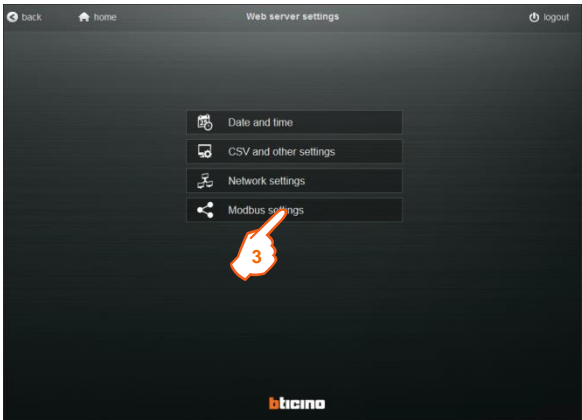 back home Web server settings logout
Date and time
CSV and other settings
Network settings
Modbus settings
3
bticino